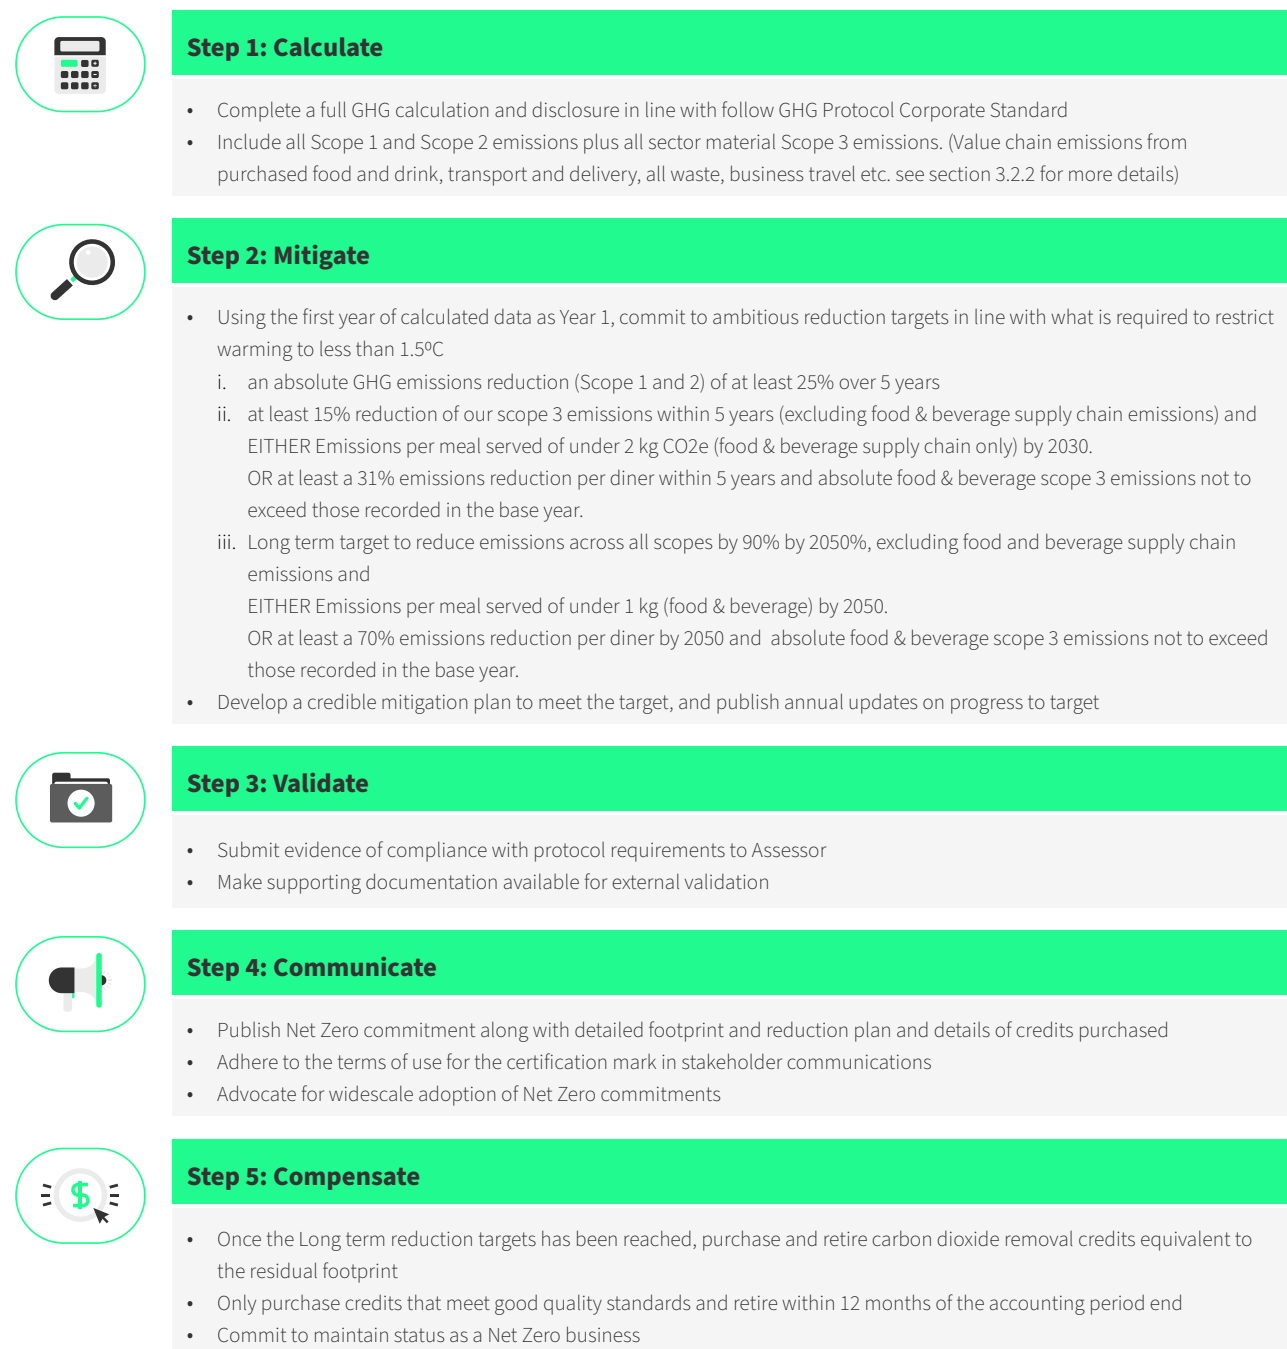 Step 1: Calculate
• Complete a full GHG calculation and disclosure in line with follow GHG Protocol Corporate Standard
• Include all Scope 1 and Scope 2 emissions plus all sector material Scope 3 emissions. (Value chain emissions from
purchased food and drink, transport and delivery, all waste, business travel etc. see section 3.2.2 for more details)
Step 2: Mitigate
• Using the first year of calculated data as Year 1, commit to ambitious reduction targets in line with what is required to restrict
warming to less than 1.5ºC
i. an absolute GHG emissions reduction (Scope 1 and 2) of at least 25% over 5 years
ii. at least 15% reduction of our scope 3 emissions within 5 years (excluding food & beverage supply chain emissions) and
EITHER Emissions per meal served of under 2 kg CO2e (food & beverage supply chain only) by 2030.
OR at least a 31% emissions reduction per diner within 5 years and absolute food & beverage scope 3 emissions not to
exceed those recorded in the base year.
iii. Long term target to reduce emissions across all scopes by 90% by 2050%, excluding food and beverage supply chain
emissions and
EITHER Emissions per meal served of under 1 kg (food & beverage) by 2050.
OR at least a 70% emissions reduction per diner by 2050 and absolute food & beverage scope 3 emissions not to exceed
those recorded in the base year.
• Develop a credible mitigation plan to meet the target, and publish annual updates on progress to target
Step 3: Validate
• Submit evidence of compliance with protocol requirements to Assessor
• Make supporting documentation available for external validation
Step 4: Communicate
• Publish Net Zero commitment along with detailed footprint and reduction plan and details of credits purchased
• Adhere to the terms of use for the certification mark in stakeholder communications
• Advocate for widescale adoption of Net Zero commitments
$
Step 5: Compensate
• Once the Long term reduction targets has been reached, purchase and retire carbon dioxide removal credits equivalent to
the residual footprint
• Only purchase credits that meet good quality standards and retire within 12 months of the accounting period end
• Commit to maintain status as a Net Zero business